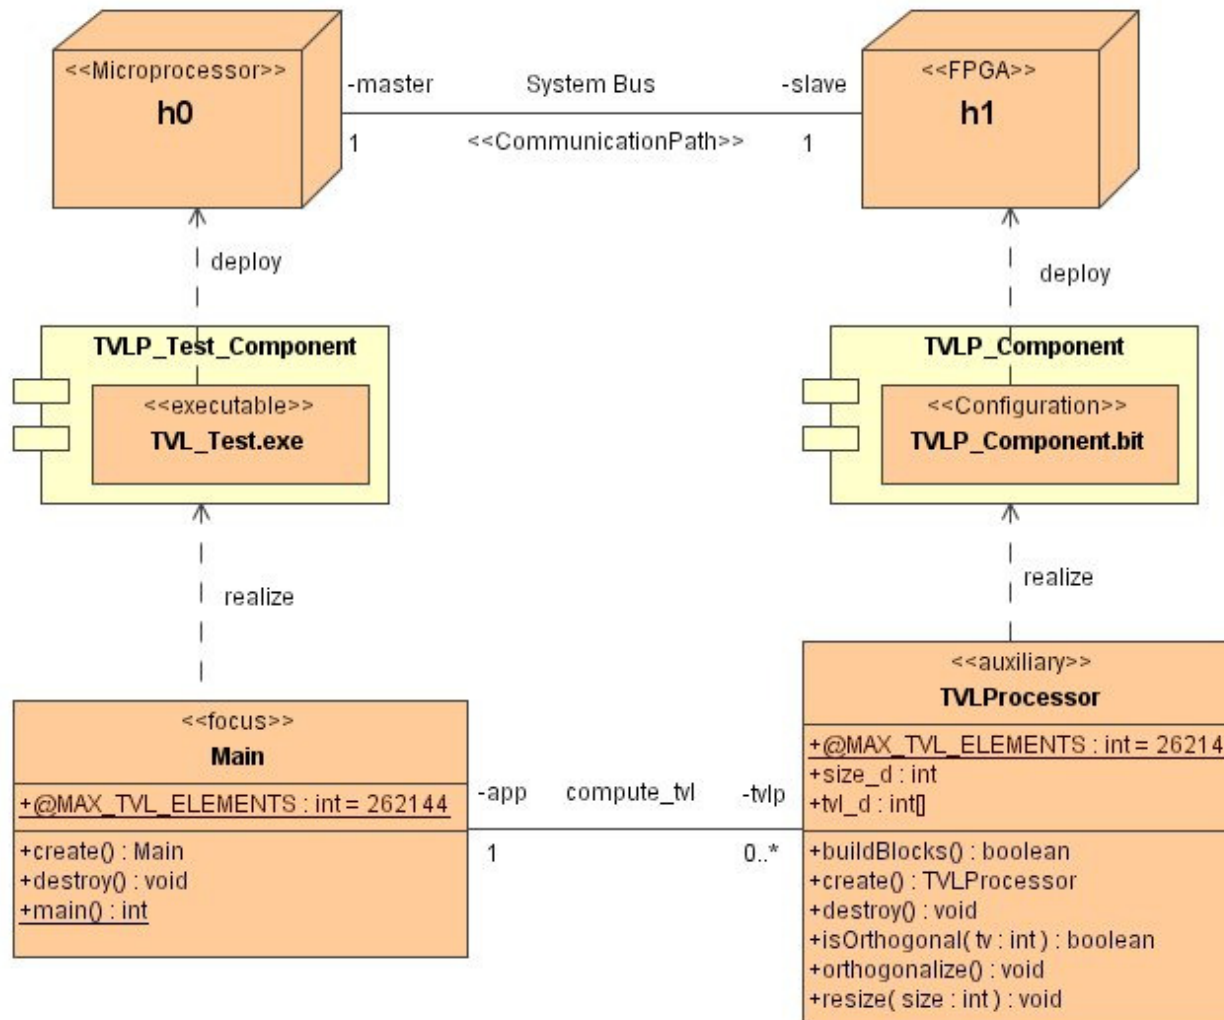 <<Microprocessor>>
h0
-master
System Bus
-slave
1
<<CommunicationPath>>
1
<<FPGA>>
h1
deploy
deploy
TVLP_Test_Component
<<executable>>
TVL_Test.exe
TVLP_Component
<<Configuration>>
TVLP_Component.bit
realize
realize
<<focus>>
Main
+@MAX_TVL_ELEMENTS : int = 262144
+create() : Main
+destroy() : void
+main() : int
-app
compute_tvl
-tvlp
1
0..*
<<auxiliary>>
TVLProcessor
+@MAX_TVL_ELEMENTS : int = 26214
+size_d : int
+tvl_d : int[]
+buildBlocks() : boolean
+create() : TVLProcessor
+destroy() : void
+isOrthogonal( tv : int ) : boolean
+orthogonalize() : void
+resize( size : int ) : void